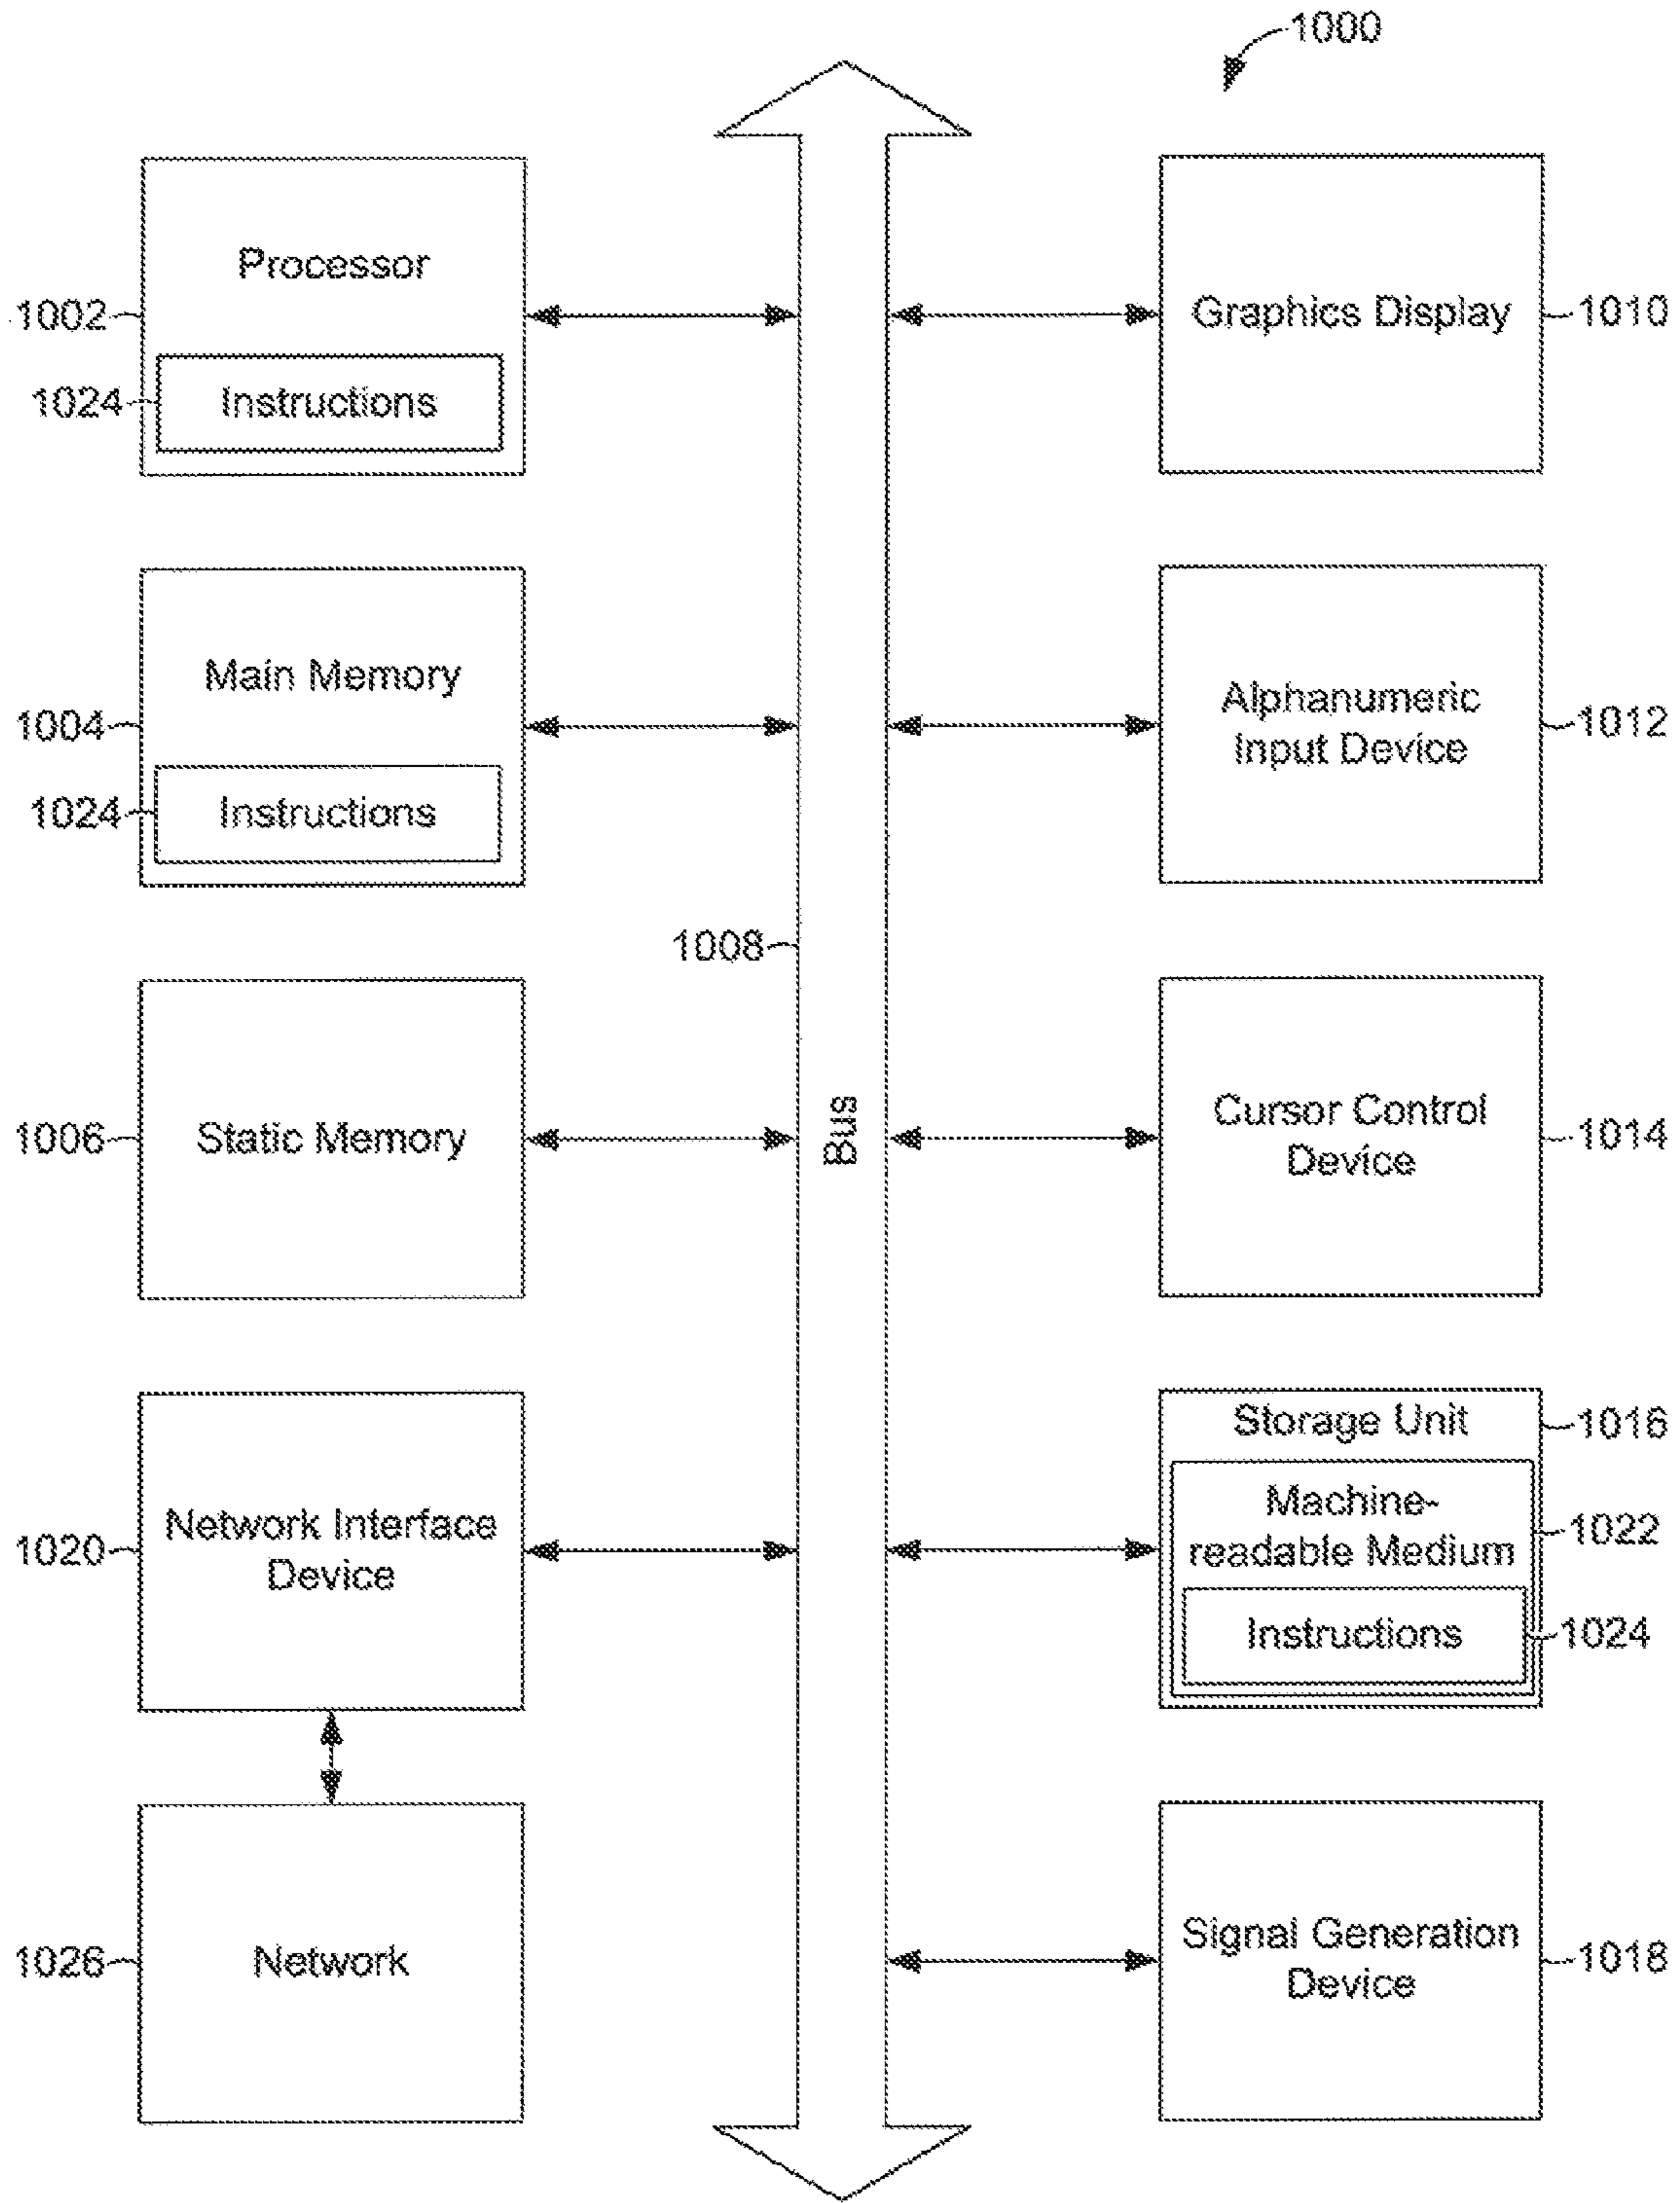 1000
Processor
1002
1024
Instructions
Main Memory
1004
1024
Instructions
1008
Static Memory
1006
Network Interface
Device
1020
Network
1026
Bus
Graphics Display
1010
Alphanumeric
Input Device
1012
Cursor Control
Device
1014
Storage Unit
1016
Machine-
readable Medium
1022
Instructions
1024
Signal Generation
Device
1018